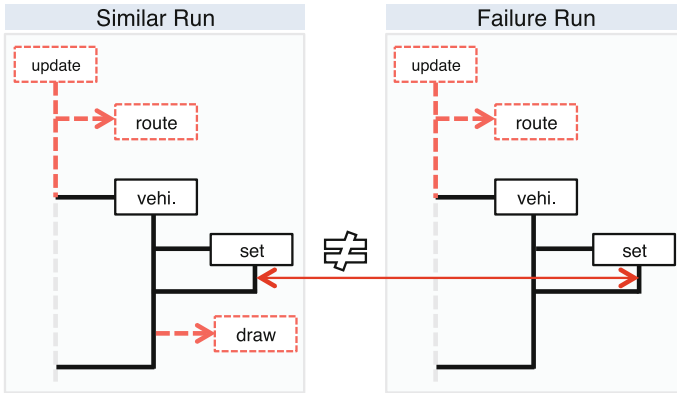 Similar Run
update
route
vehi.
set
draw
≠
Failure Run
update
route
vehi.
set